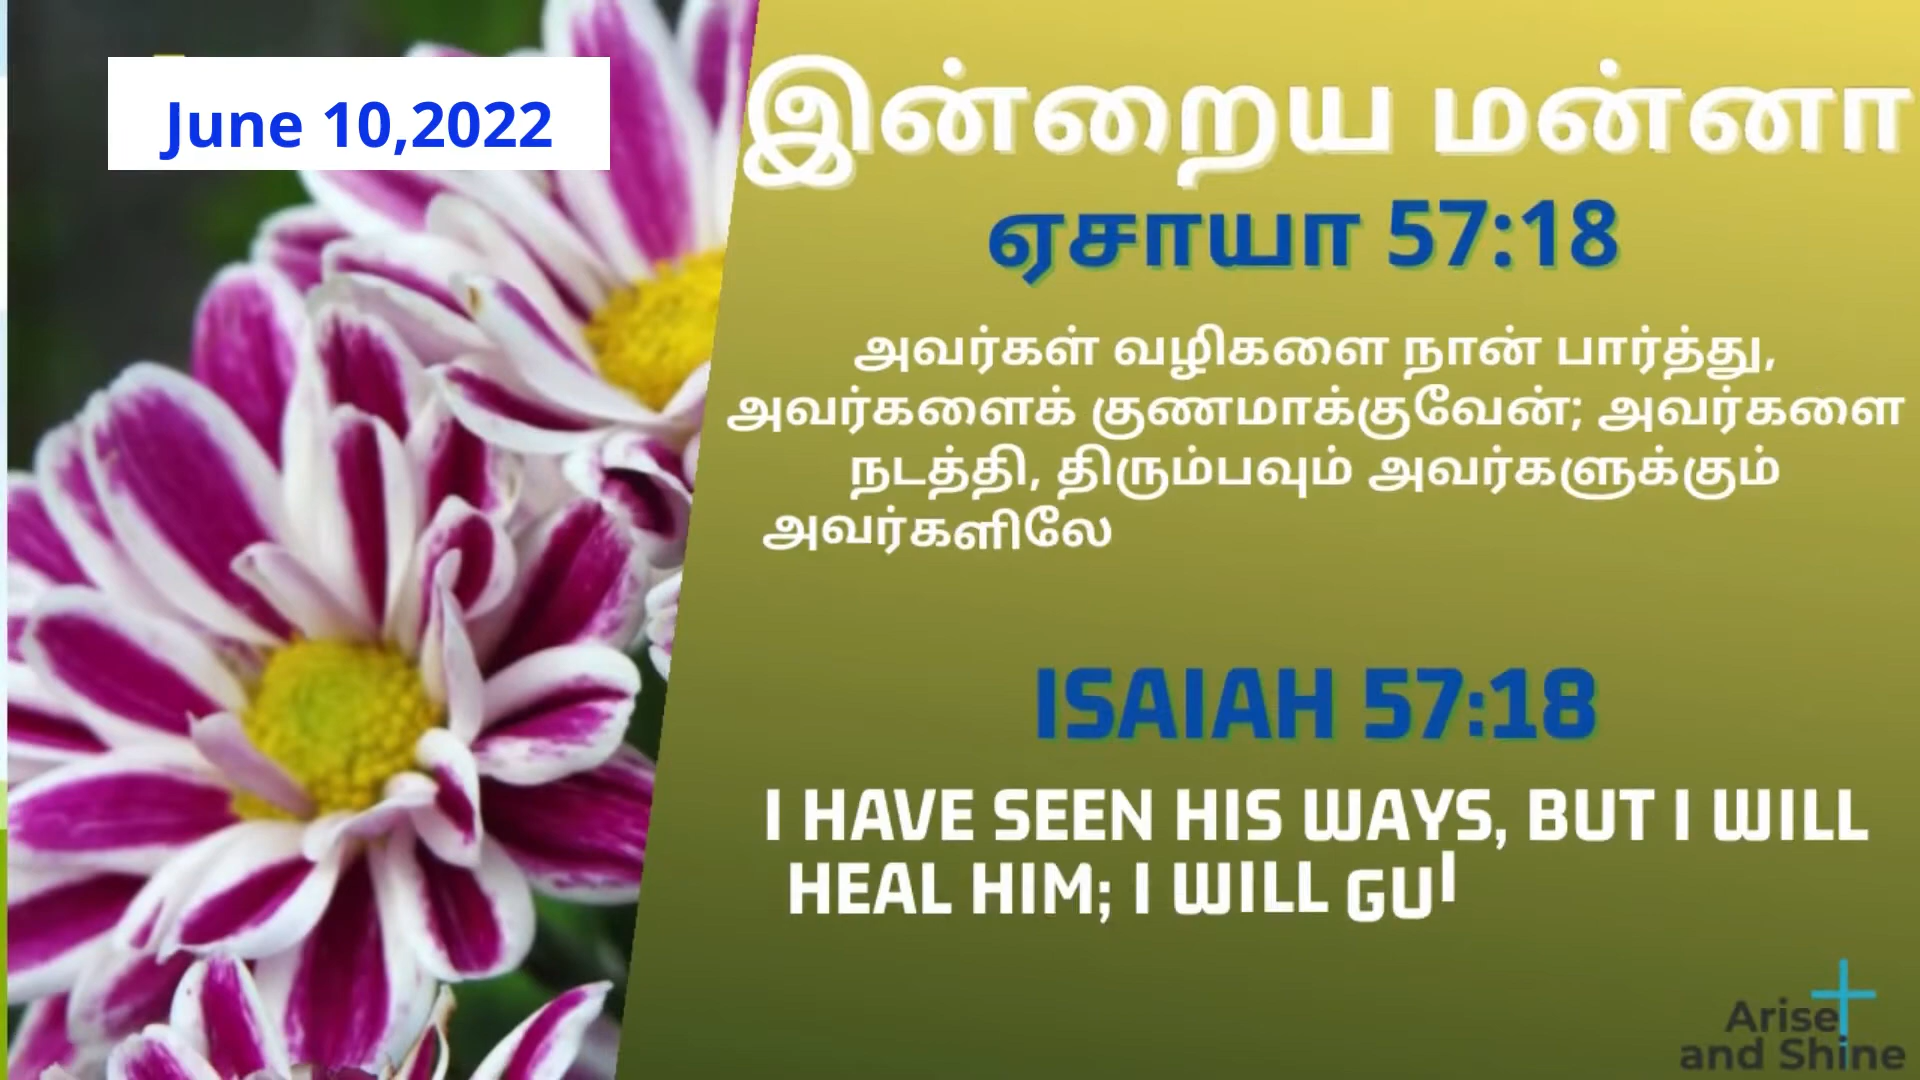 June 10,2022
இன்றைய மன்னா
ஏசாயா 57:18
அவர்கள் வழிகளை நான் பார்த்து,
அவர்களைக் குணமாக்குவேன்; அவர்களை
நடத்தி, திரும்பவும் அவர்களுக்கும்
அவர்களிலே
ISAIAH 57:18
I HAVE SEEN HIS WAYS, BUT I WILL
HEAL HIM; I WILL GUI
Arise
and Shine